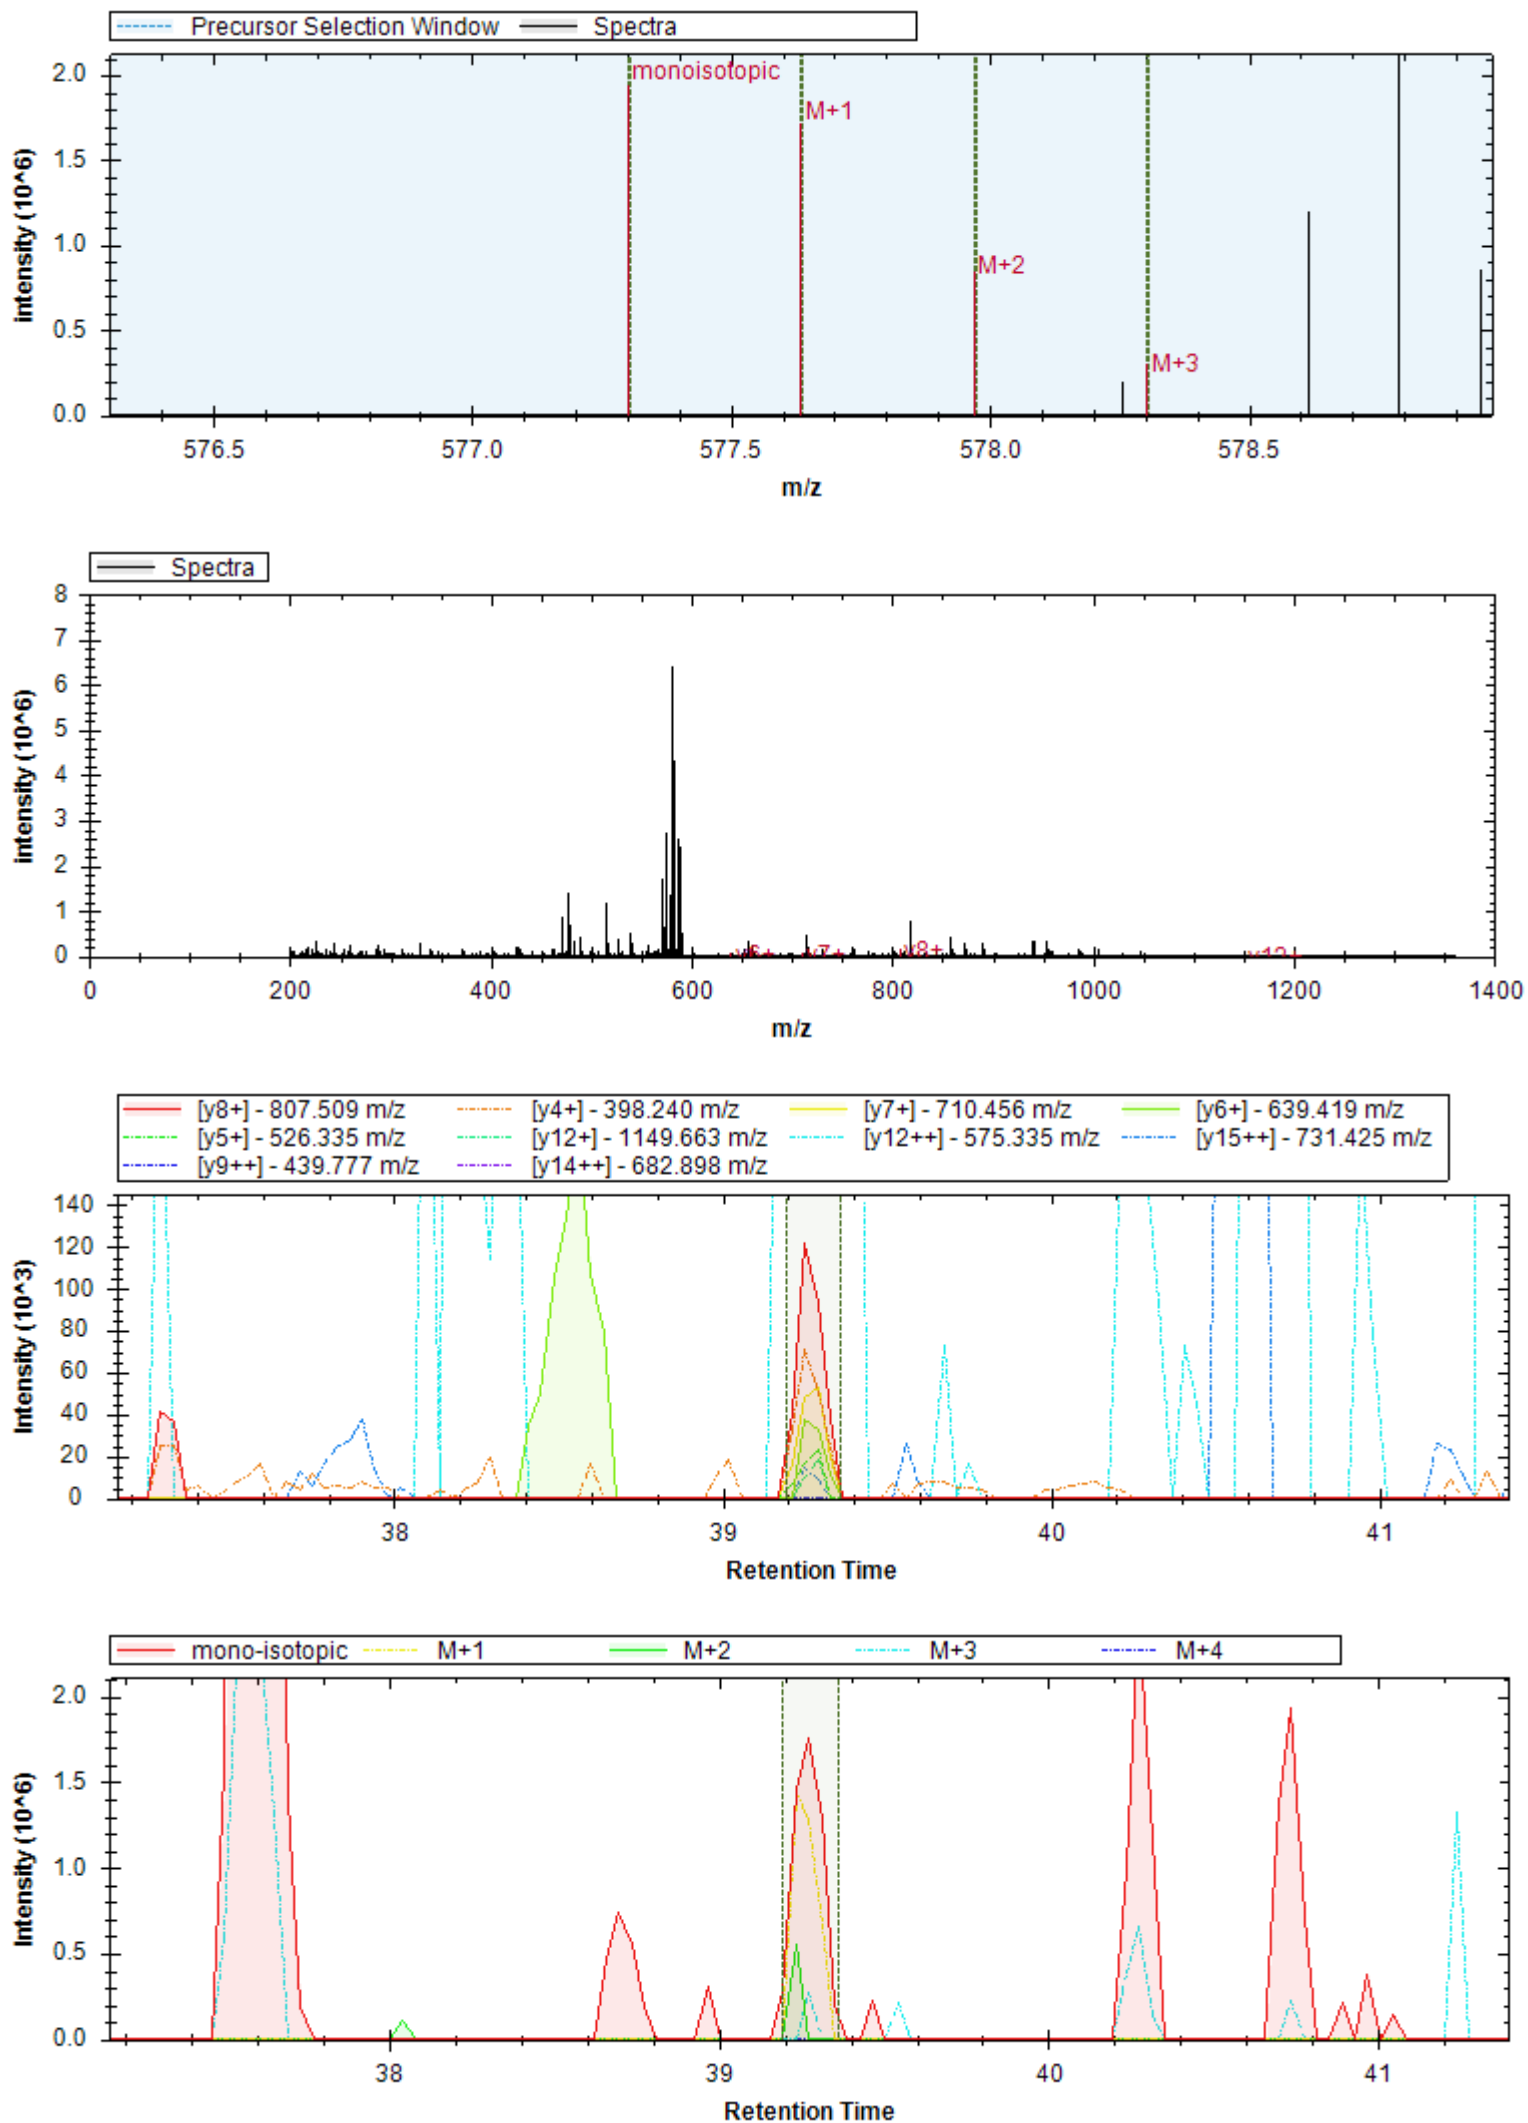 Precursor Selection Window Spectra
monoisotopic
M+1
M+2
M+3
2.0
1.5
1.0
0.5
0.0
intensity (10^6)
576.5 577.0 577.5 578.0 578.5
m/z
Spectra
8
7
6
5
4
3
2
1
0
intensity (10^6)
y6+ y7+ y8+ y12+
0 200 400 600 800 1000 1200 1400
m/z
[y8+] - 807.509 m/z [y4+] - 398.240 m/z [y7+] - 710.456 m/z [y6+] - 639.419 m/z
[y5+] - 526.335 m/z [y12+] - 1149.663 m/z [y12++] - 575.335 m/z [y15++] - 731.425 m/z
[y9++] - 439.777 m/z [y14++] - 682.898 m/z
140
120
100
80
60
40
20
0
Intensity (10^3)
38 39 40 41
Retention Time
mono-isotopic M+1 M+2 M+3 M+4
2.0
1.5
1.0
0.5
0.0
Intensity (10^6)
38 39 40 41
Retention Time